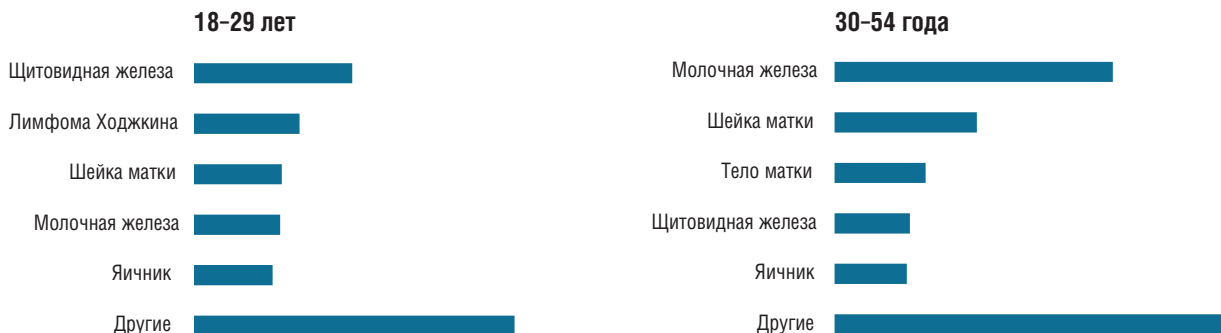 18–29 лет
Щитовидная железа
Лимфома Ходжкина
Шейка матки
Молочная железа
Яичник
Другие
30–54 года
Молочная железа
Шейка матки
Тело матки
Щитовидная железа
Яичник
Другие